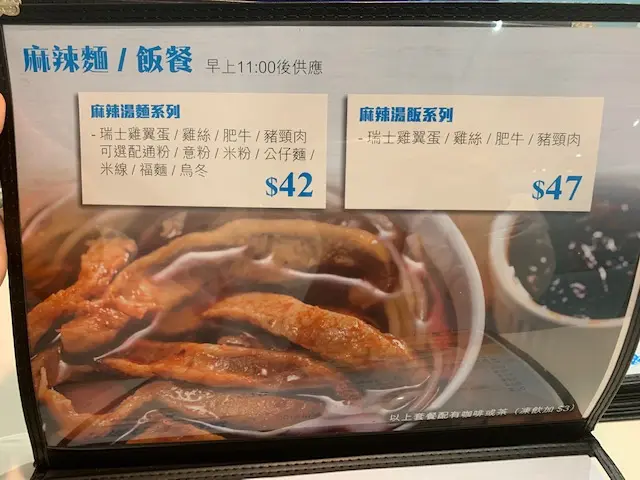 麻辣麵 / 飯餐 早上11:00後供應
麻辣湯麵系列
- 瑞士雞翼蛋 / 雞絲 / 肥牛 / 豬頸肉
可選配通粉 / 意粉 / 米粉 / 公仔麵 /
米線 / 福麵 / 烏冬
$42
麻辣湯飯系列
- 瑞士雞翼蛋 / 雞絲 / 肥牛 / 豬頸肉
$47
以上套餐配有咖啡或茶 (凍飲加 $3)